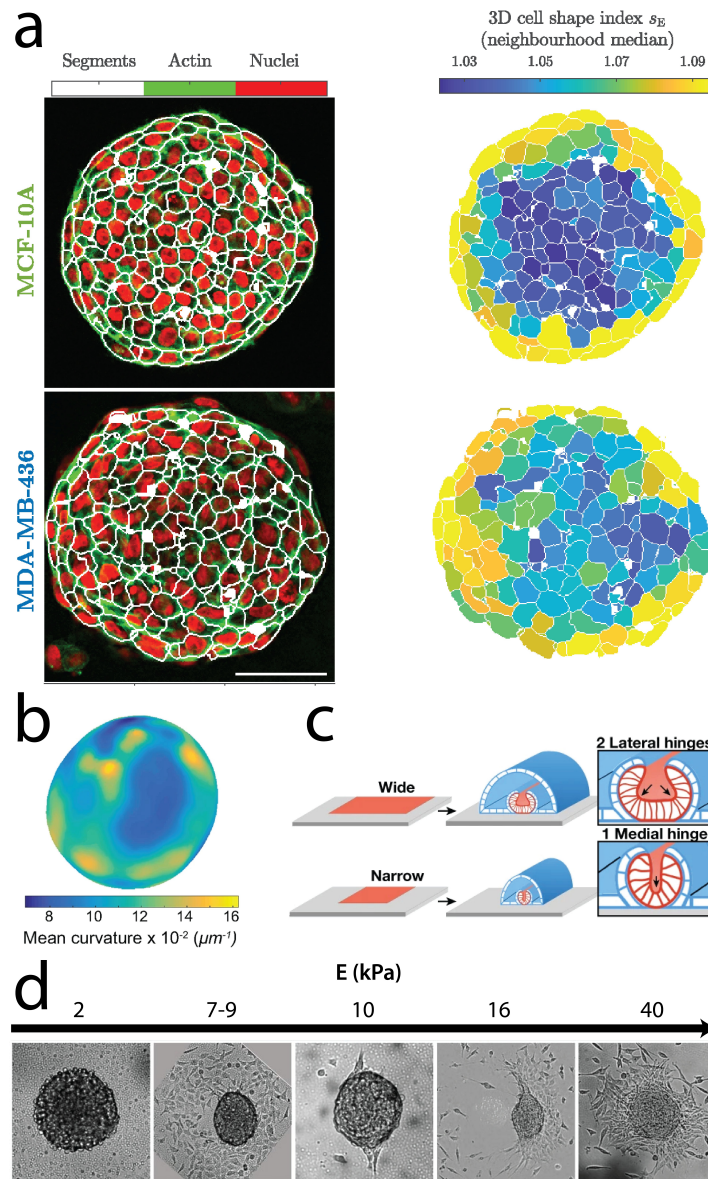 a
Segments Actin Nuclei
3D cell shape index sE
(neighbourhood median)
1.03 1.05 1.07 1.09
MCF-10A
MDA-MB-436
b
8 10 12 14 16
Mean curvature x 10-2 (µm-1)
c
Wide
2 Lateral hinges
1 Medial hinge
Narrow
d
E (kPa)
2 7-9 10 16 40